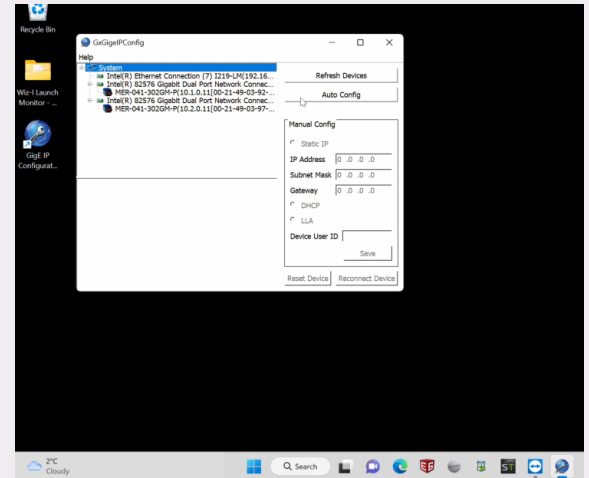 Recycle Bin
Wiz-I Launch
Monitor - ...
GigE IP
Configurat...
GxGigeIPConfig
Help
System
Intel(R) Ethernet Connection (7) I219-LM(192.16...
Intel(R) 82576 Gigabit Dual Port Network Connec...
MER-041-302GM-P(10.1.0.11[00-21-49-03-92-...
Intel(R) 82576 Gigabit Dual Port Network Connec...
MER-041-302GM-P(10.2.0.11[00-21-49-03-97-...
Refresh Devices
Auto Config
Manual Config
Static IP
IP Address 0 .0 .0 .0
Subnet Mask 0 .0 .0 .0
Gateway 0 .0 .0 .0
DHCP
LLA
Device User ID
Save
Reset Device Reconnect Device
2°C
Cloudy
Search
ST